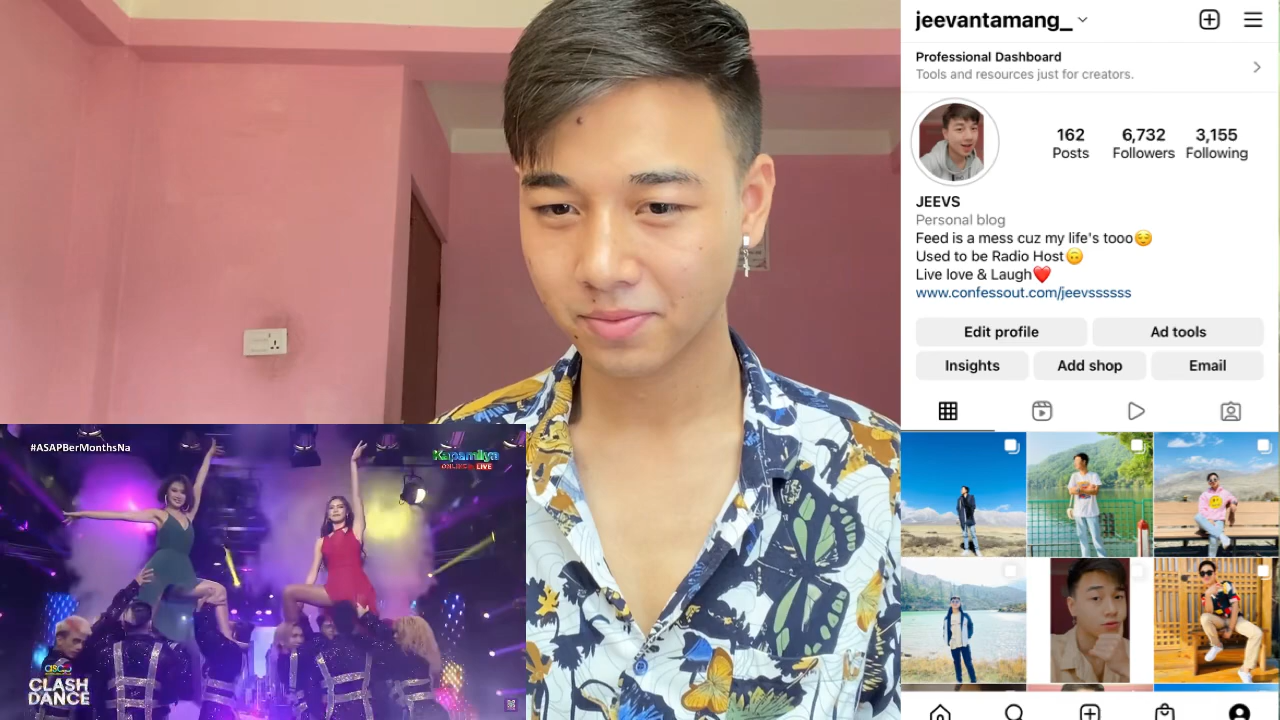 jeevantamang_
Professional Dashboard
Tools and resources just for creators.
162
Posts
6,732
Followers
3,155
Following
JEEVS
Personal blog
Feed is a mess cuz my life's tooo😌
Used to be Radio Host🙃
Live love & Laugh❤️
www.confessout.com/jeevssssss
Edit profile
Ad tools
Insights
Add shop
Email
#ASAPBerMonthsNa
Kapamilya
ONLINE LIVE
asap
CLASH
DANCE